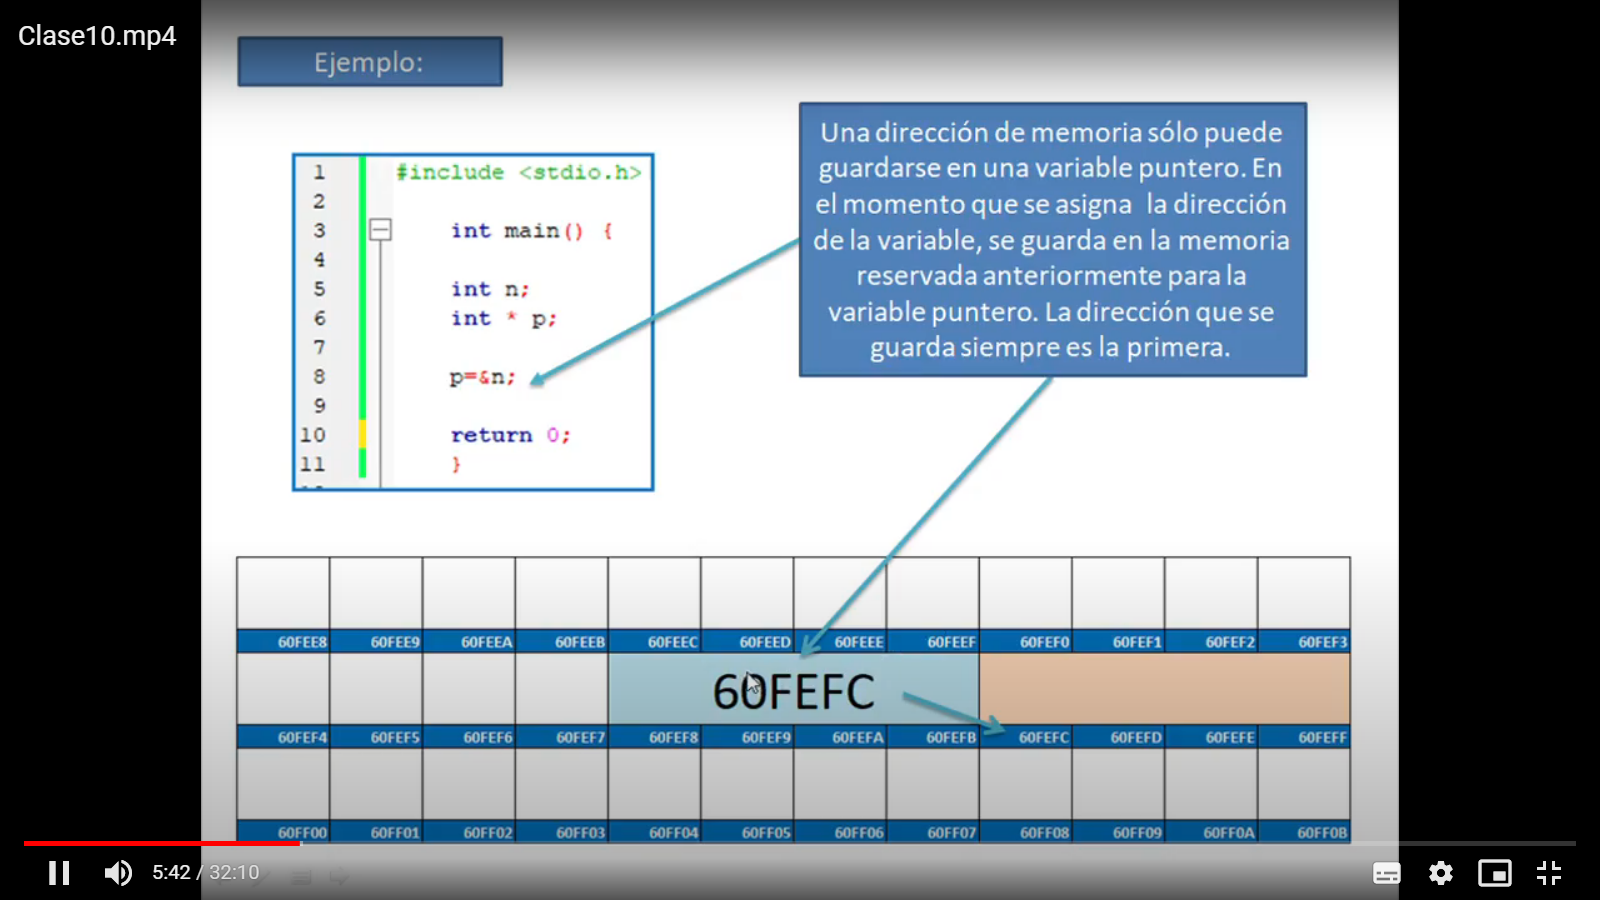 Clase10.mp4
Ejemplo:
Una dirección de memoria sólo puede
guardarse en una variable puntero. En
el momento que se asigna la dirección
de la variable, se guarda en la memoria
reservada anteriormente para la
variable puntero. La dirección que se
guarda siempre es la primera.
1 #include <stdio.h>
2
3 int main() {
4
5 int n;
6 int * p;
7
8 p=&n;
9
10 return 0;
11 }
60FEE8 60FEE9 60FEEA 60FEEB 60FEEC 60FEED 60FEEE 60FEEF 60FEF0 60FEF1 60FEF2 60FEF3
60FEFC
60FEF4 60FEF5 60FEF6 60FEF7 60FEF8 60FEF9 60FEFA 60FEFB 60FEFC 60FEFD 60FEFE 60FEFF
60FF00 60FF01 60FF02 60FF03 60FF04 60FF05 60FF06 60FF07 60FF08 60FF09 60FF0A 60FF0B
5:42 / 32:10